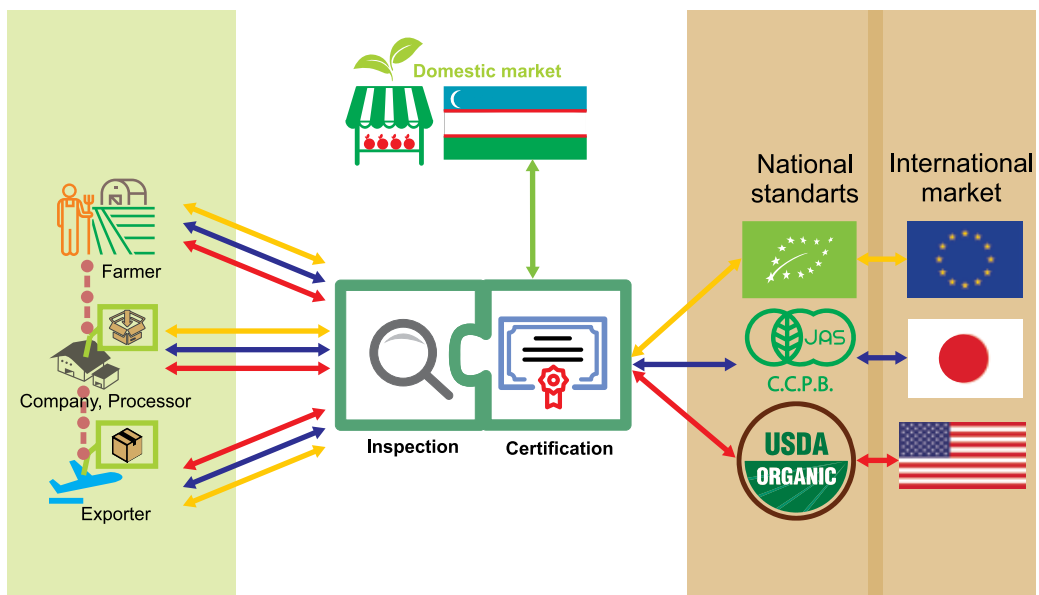 Domestic market
National
standarts
International
market
Farmer
Company, Processor
Exporter
Inspection
Certification
JAS
C.C.P.B.
USDA
ORGANIC